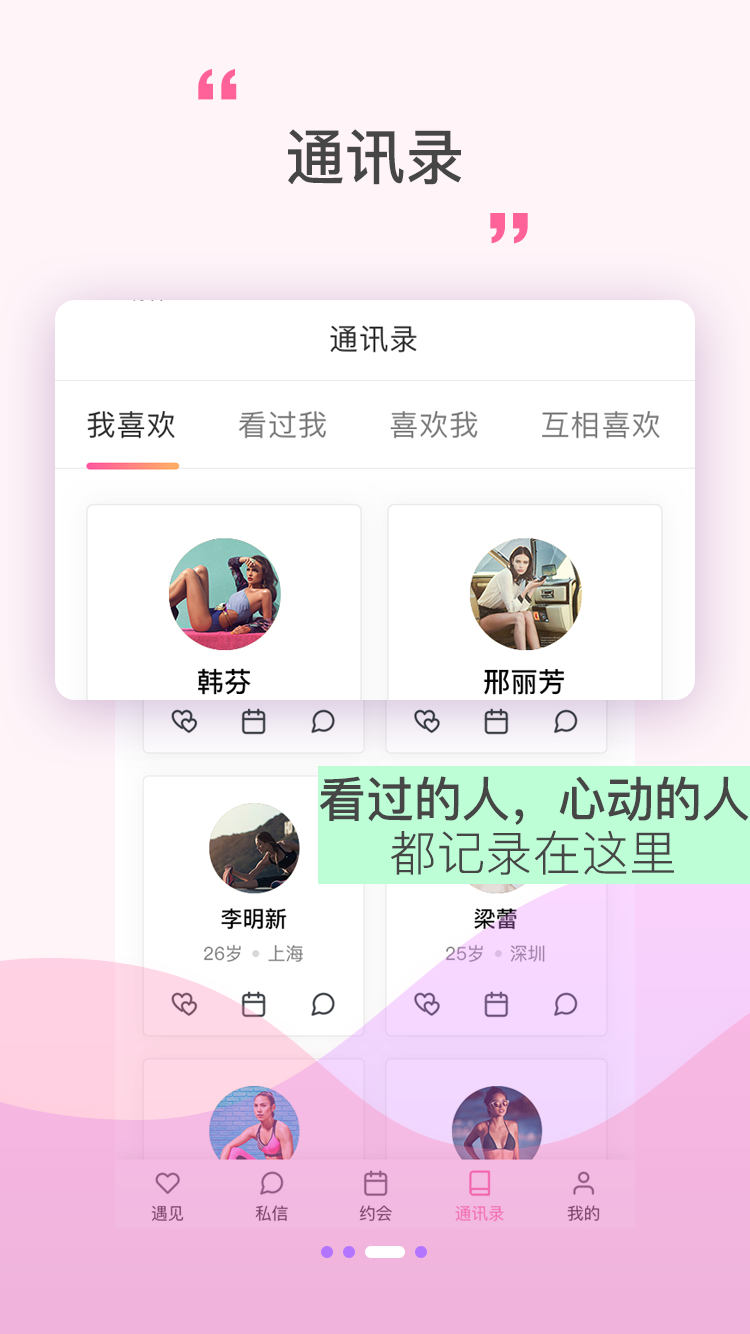 “
通讯录
”
通讯录
我喜欢 看过我 喜欢我 互相喜欢
韩芬 邢丽芳
看过的人，心动的人
都记录在这里
李明新 梁蕾
26岁 • 上海 25岁 • 深圳
遇见 私信 约会 通讯录 我的